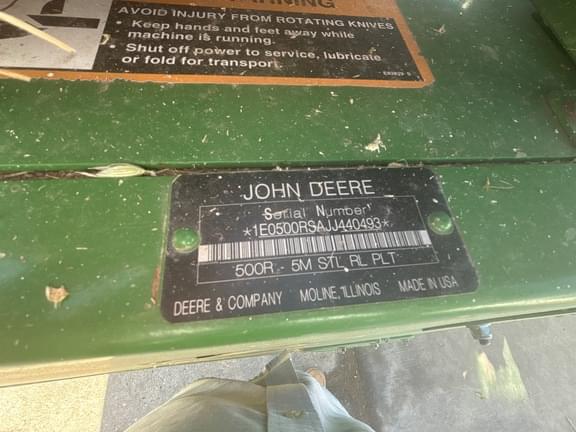 AVOID INJURY FROM ROTATING KNIVES
• Keep hands and feet away while
machine is running.
• Shut off power to service, lubricate
or fold for transport.
JOHN DEERE
Serial Number
*1E0500RSAJJ440493*
500R - 5M STL RL PLT
DEERE & COMPANY MOLINE, ILLINOIS MADE IN USA